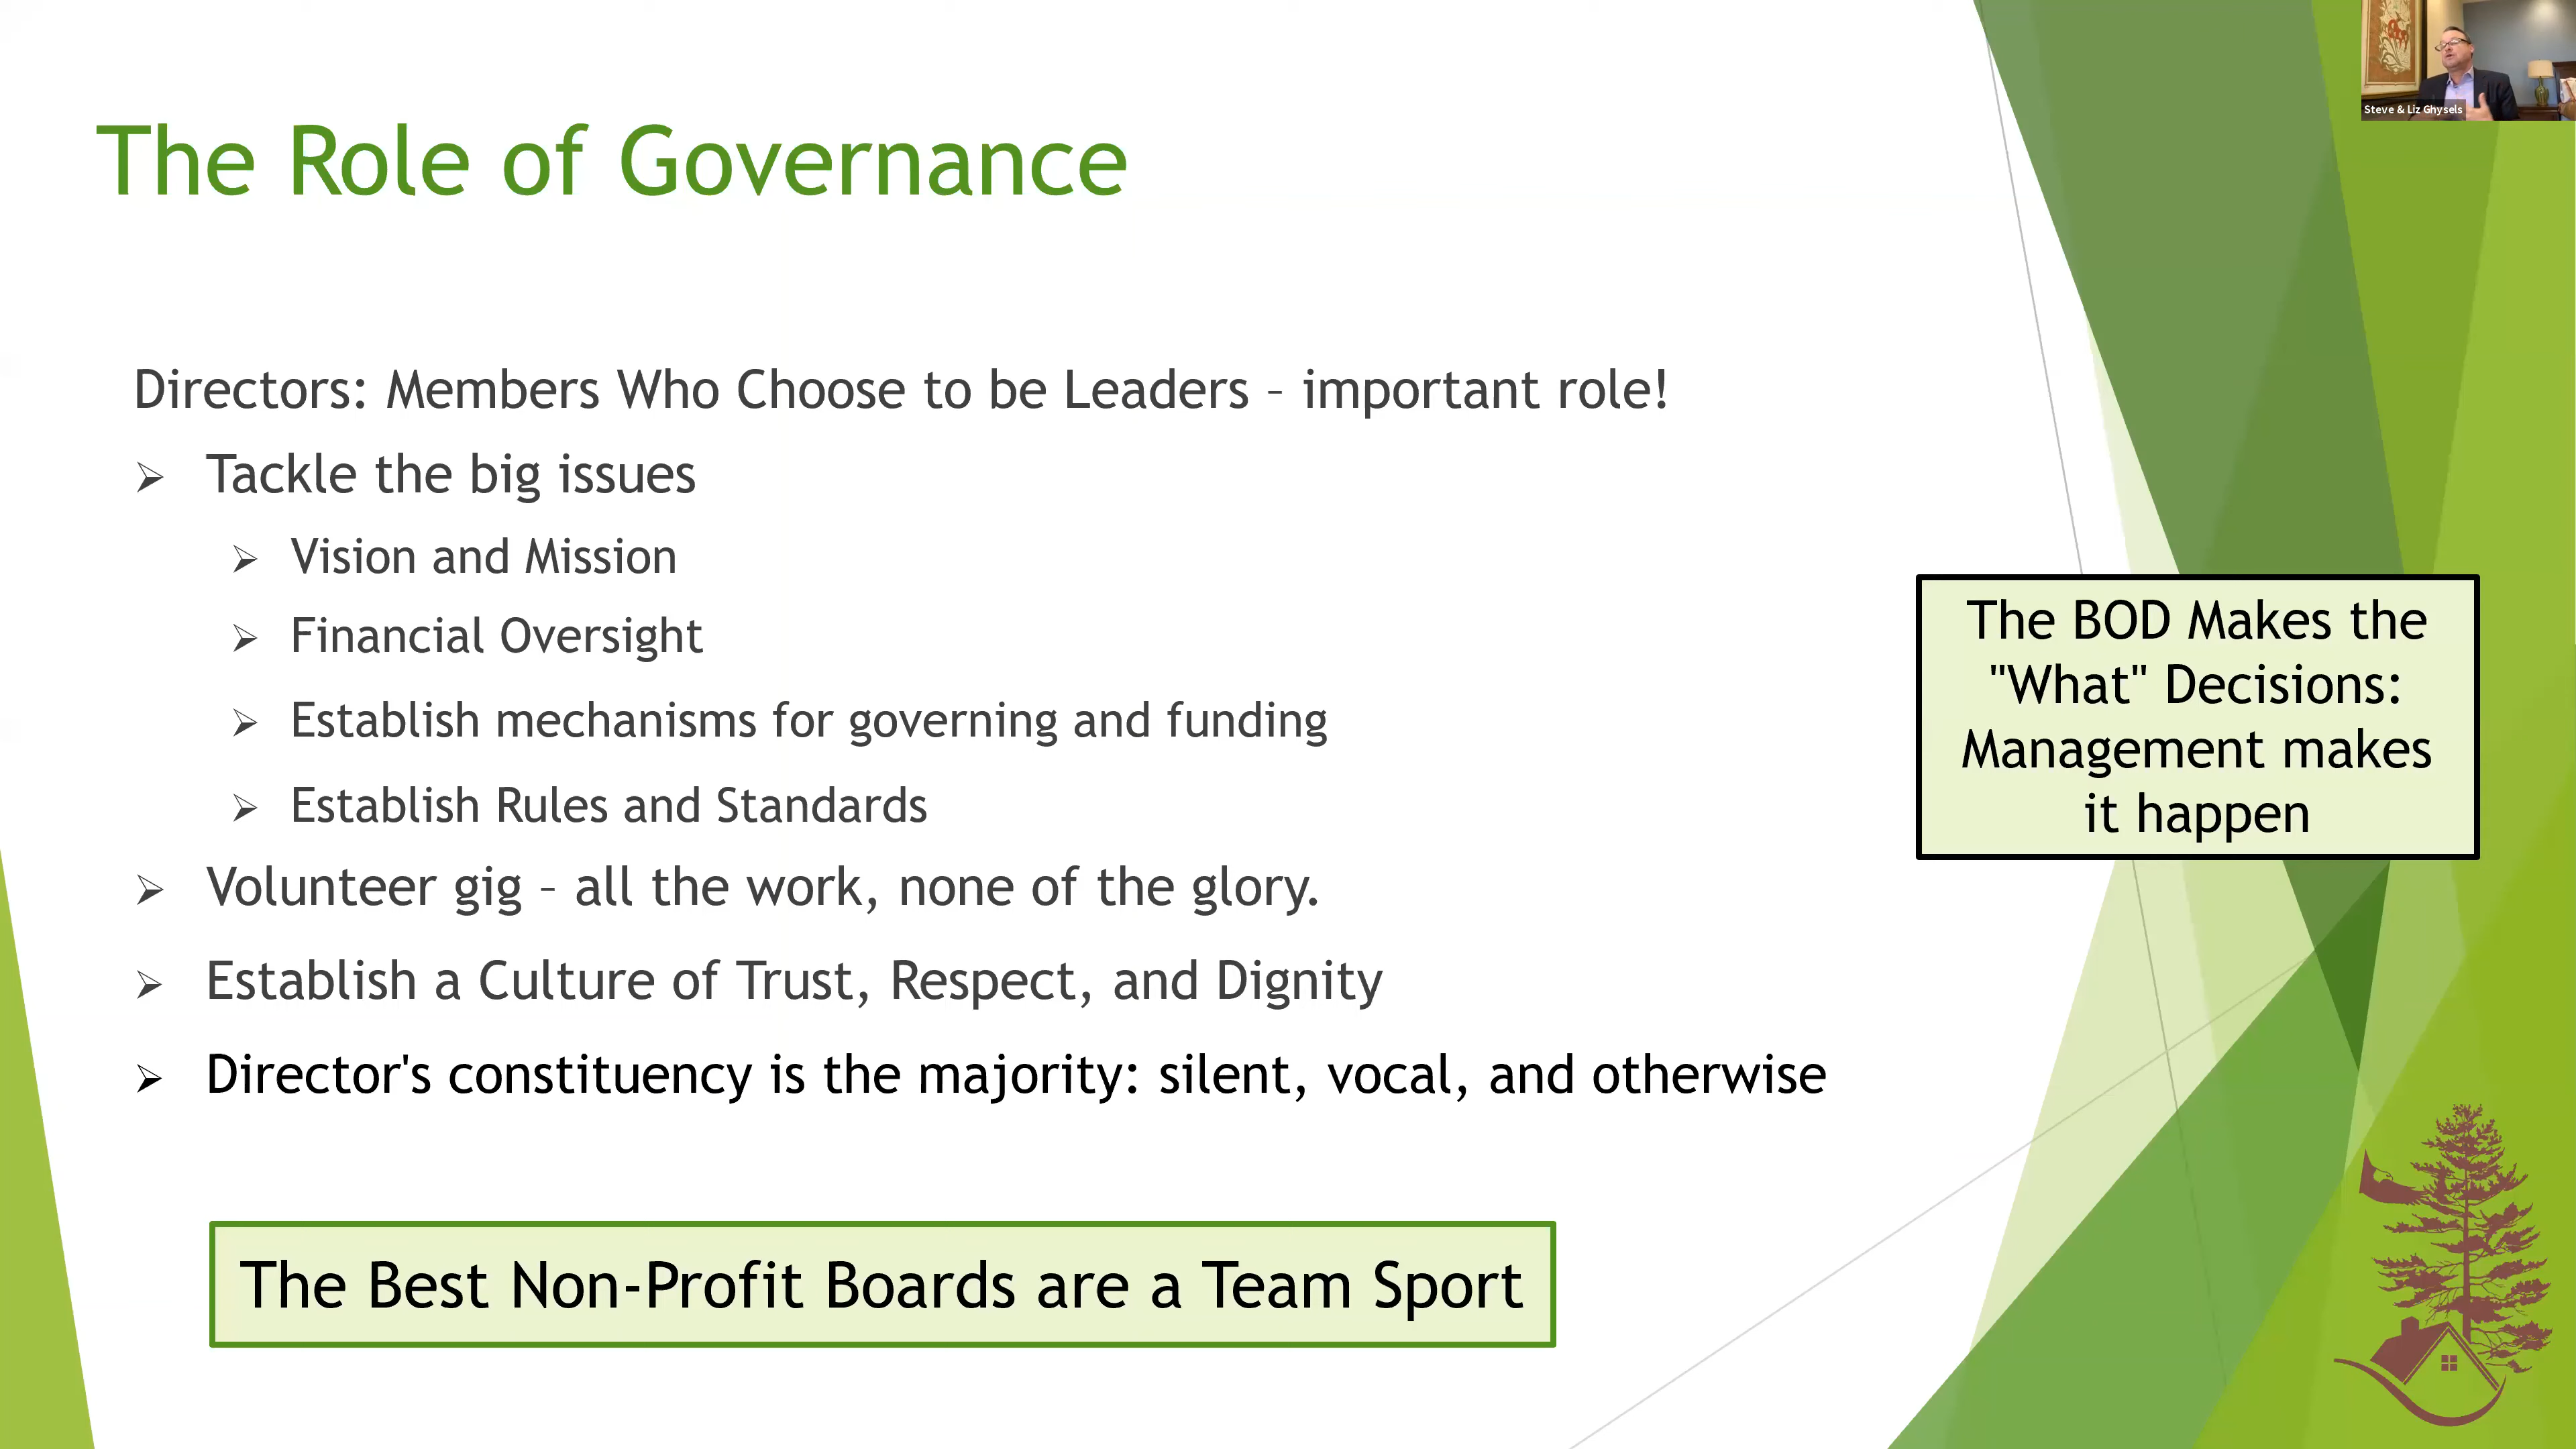 Steve & Liz Ghysels
The Role of Governance
Directors: Members Who Choose to be Leaders – important role!
Tackle the big issues
Vision and Mission
Financial Oversight
Establish mechanisms for governing and funding
Establish Rules and Standards
Volunteer gig – all the work, none of the glory.
Establish a Culture of Trust, Respect, and Dignity
Director's constituency is the majority: silent, vocal, and otherwise
The BOD Makes the
"What" Decisions:
Management makes
it happen
The Best Non-Profit Boards are a Team Sport